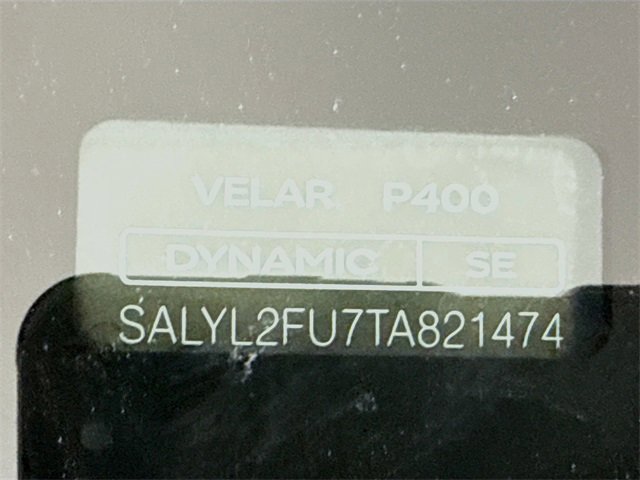 VELAR P400
DYNAMIC SE
SALYL2FU7TA821474